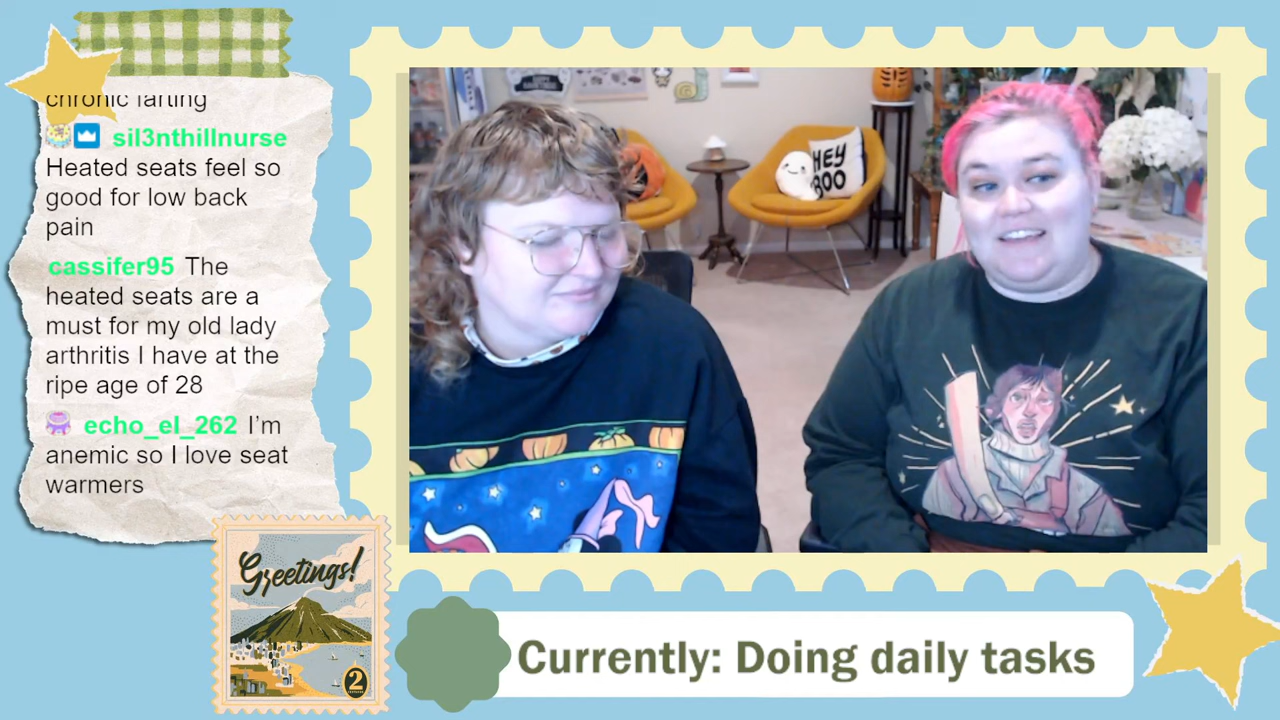 chronic farting
sil3nthillnurse
Heated seats feel so
good for low back
pain
cassifer95 The
heated seats are a
must for my old lady
arthritis I have at the
ripe age of 28
echo_el_262 I'm
anemic so I love seat
warmers
HEY
BOO
Greetings!
2
Currently: Doing daily tasks